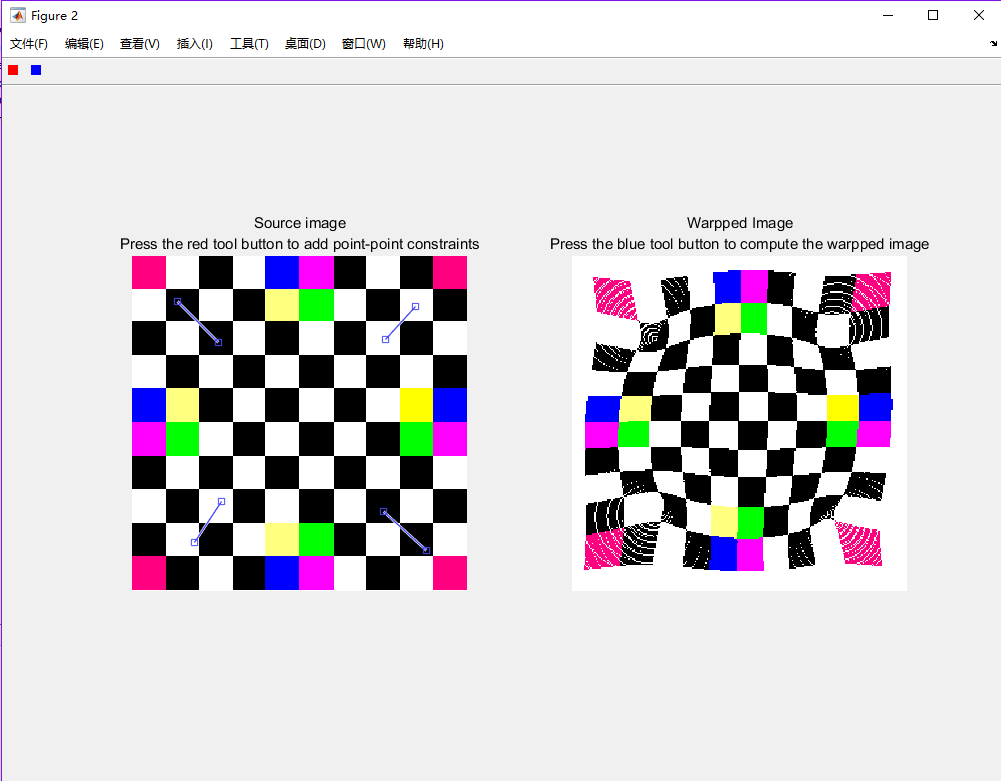 Figure 2
文件(F) 编辑(E) 查看(V) 插入(I) 工具(T) 桌面(D) 窗口(W) 帮助(H)
Source image
Press the red tool button to add point-point constraints
Warpped Image
Press the blue tool button to compute the warpped image